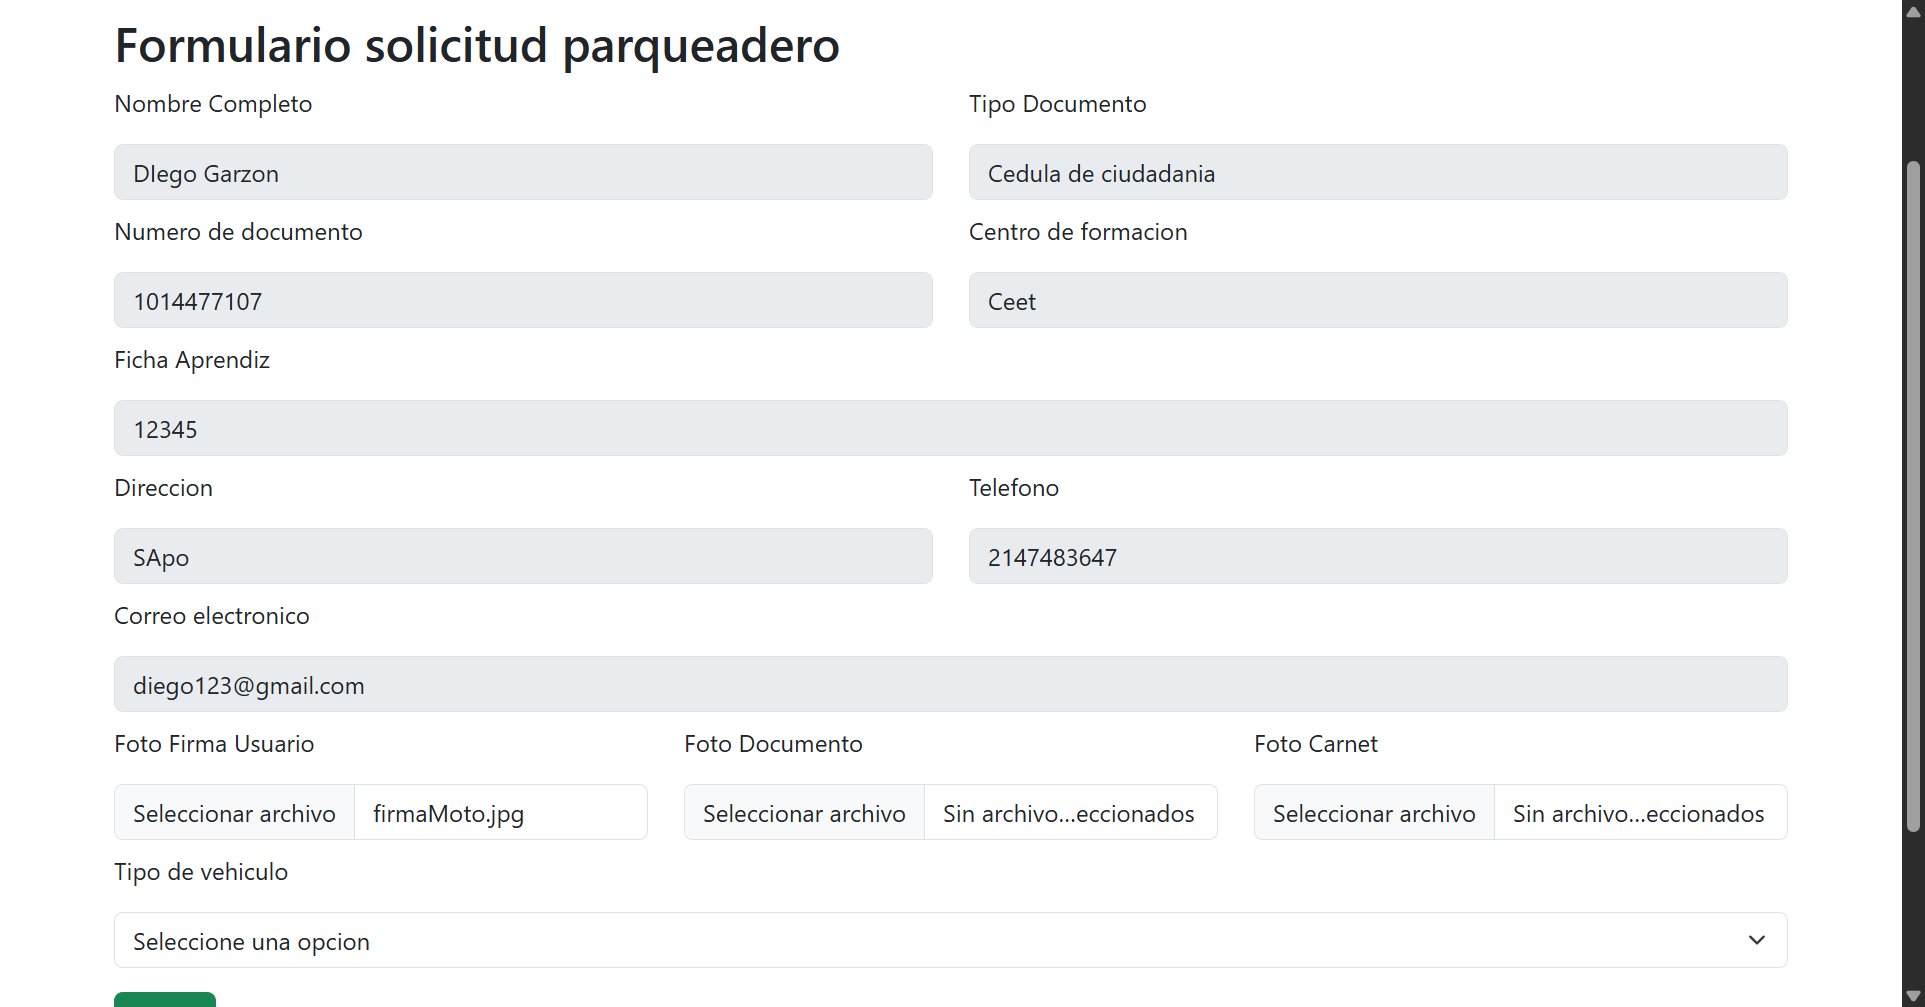 Formulario solicitud parqueadero
Nombre Completo
Tipo Documento
DIego Garzon
Cedula de ciudadania
Numero de documento
Centro de formacion
1014477107
Ceet
Ficha Aprendiz
12345
Direccion
Telefono
SApo
2147483647
Correo electronico
diego123@gmail.com
Foto Firma Usuario
Foto Documento
Foto Carnet
Seleccionar archivo firmaMoto.jpg
Seleccionar archivo Sin archivo...eccionados
Seleccionar archivo Sin archivo...eccionados
Tipo de vehiculo
Seleccione una opcion